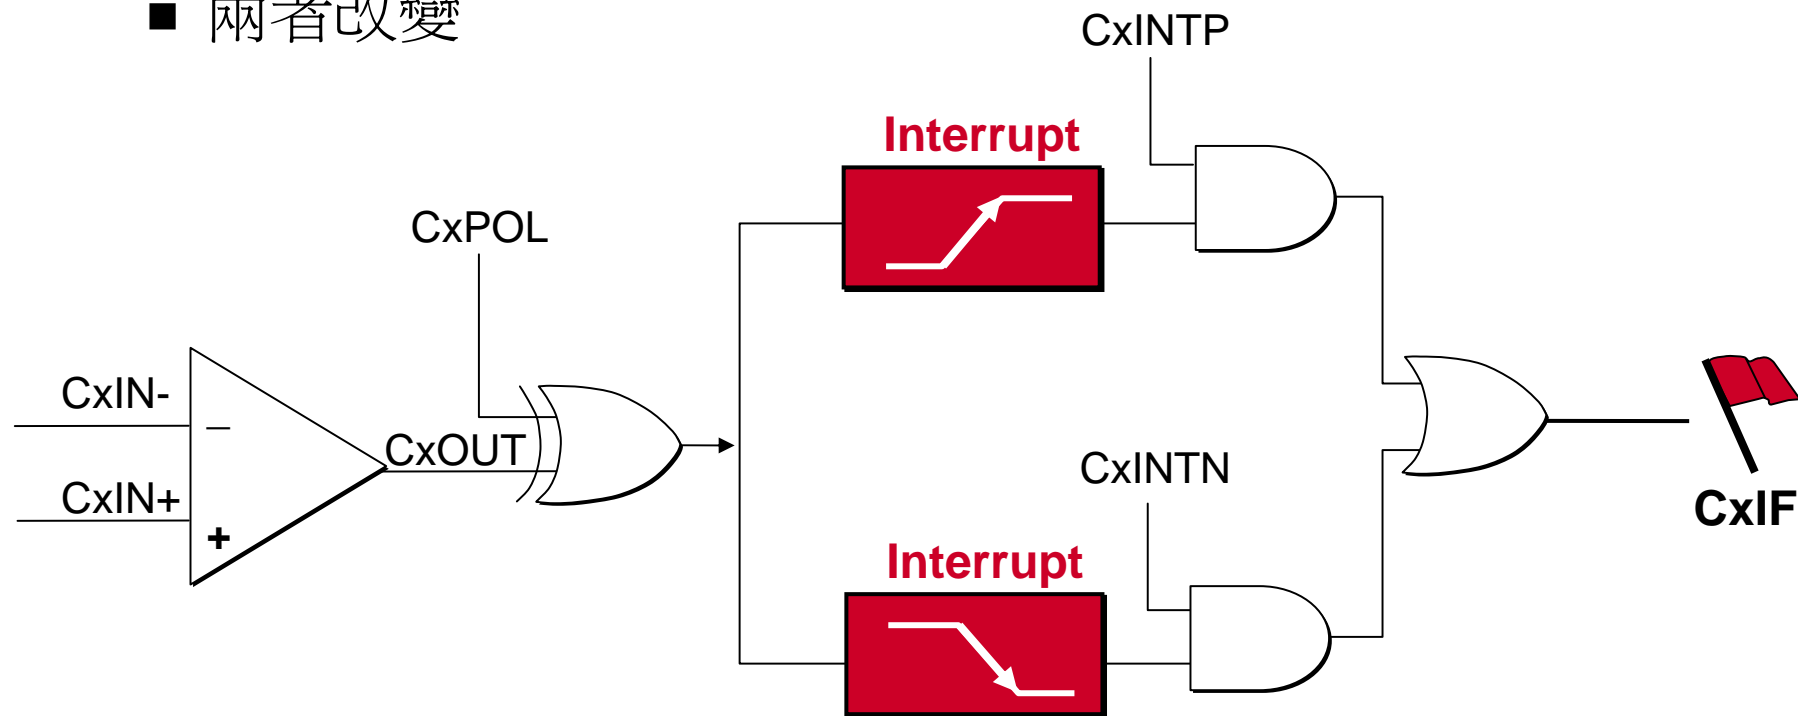 ■ 兩者改變
CxINTP
Interrupt
CxPOL
CxIN-
−
CxOUT
CxIN+
+
CxINTN
CxIF
Interrupt